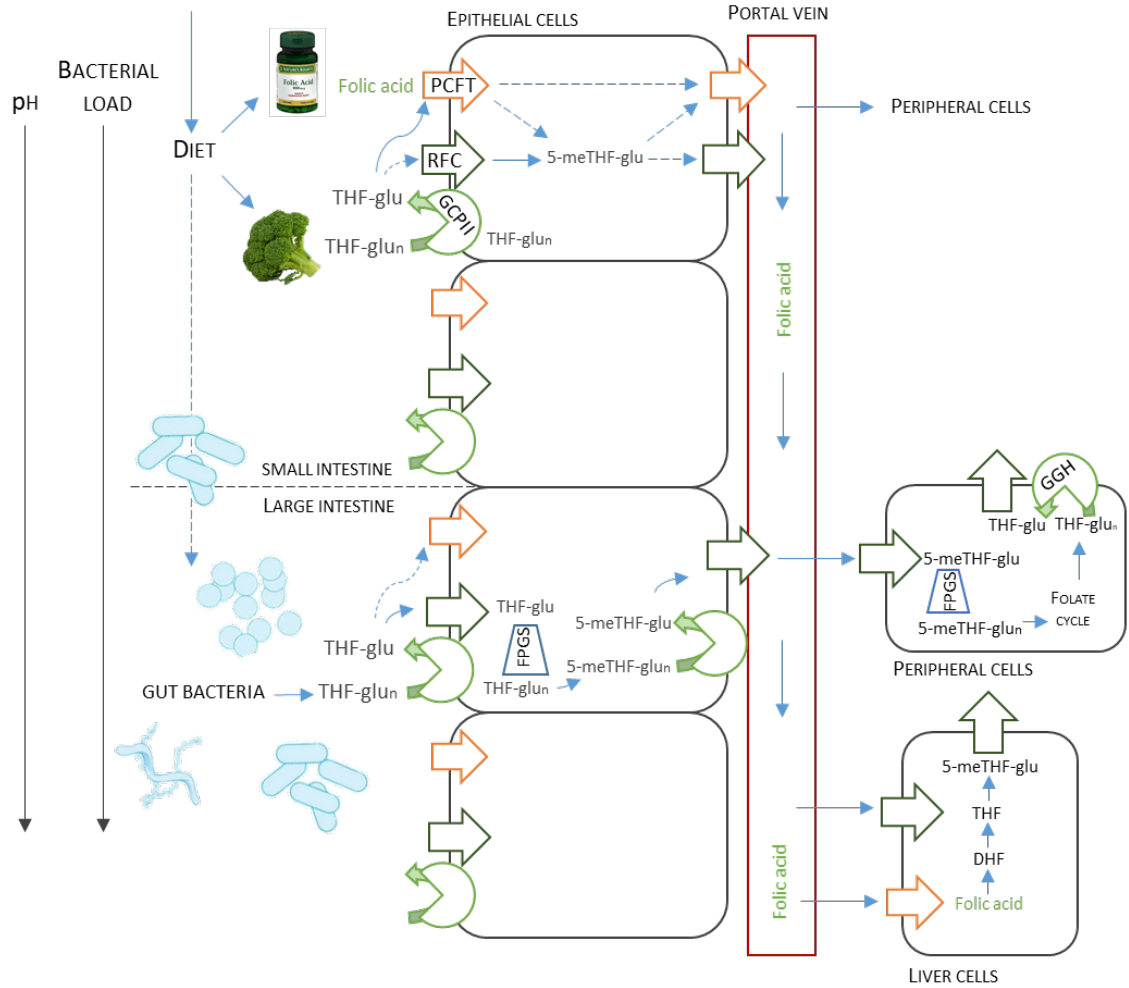 EPITHELIAL CELLS
PORTAL VEIN
pH
BACTERIAL
LOAD
DIET
Folic Acid
Folic acid
PCFT
RFC
5-meTHF-glu
PERIPHERAL CELLS
THF-glu
GCPII
THF-glun
THF-glun
Folic acid
SMALL INTESTINE
LARGE INTESTINE
THF-glu
THF-glu
FPGS
THF-glun
5-meTHF-glu
5-meTHF-glun
GUT BACTERIA
THF-glun
GGH
THF-glu
THF-glun
5-meTHF-glu
FPGS
5-meTHF-glun
FOLATE
CYCLE
PERIPHERAL CELLS
5-meTHF-glu
THF
DHF
Folic acid
Folic acid
LIVER CELLS